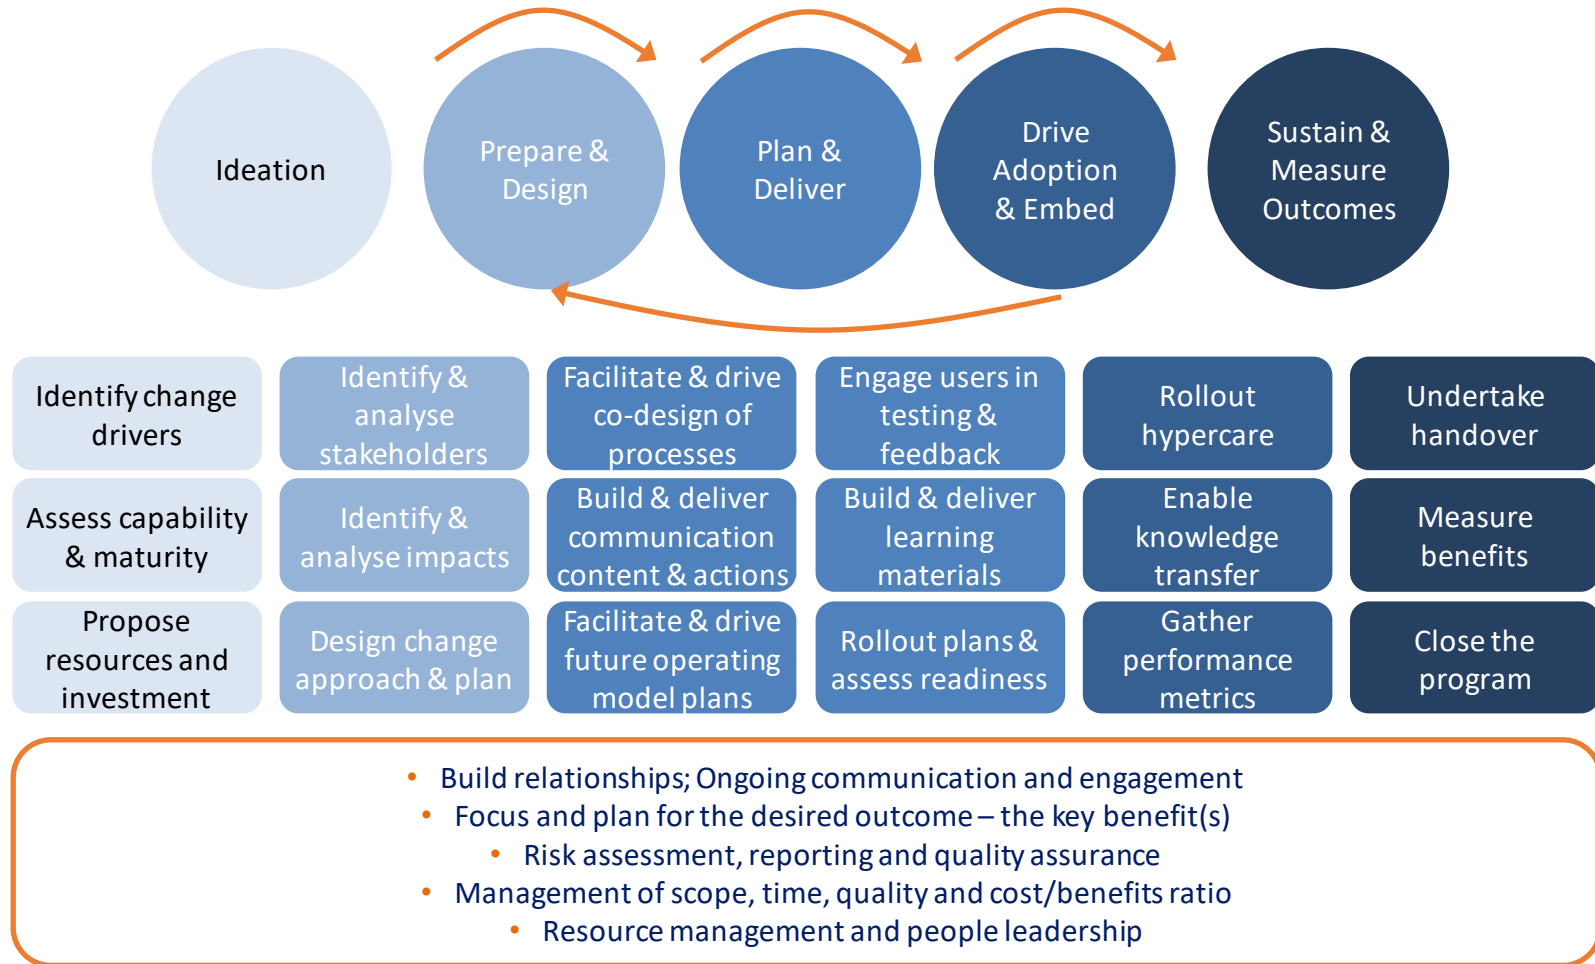 Ideation
Prepare &
Design
Plan &
Deliver
Drive
Adoption
& Embed
Sustain &
Measure
Outcomes
Identify change
drivers
Identify &
analyse
stakeholders
Facilitate & drive
co-design of
processes
Engage users in
testing &
feedback
Rollout
hypercare
Undertake
handover
Assess capability
& maturity
Identify &
analyse impacts
Build & deliver
communication
content & actions
Build & deliver
learning
materials
Enable
knowledge
transfer
Measure
benefits
Propose
resources and
investment
Design change
approach & plan
Facilitate & drive
future operating
model plans
Rollout plans &
assess readiness
Gather
performance
metrics
Close the
program
• Build relationships; Ongoing communication and engagement
• Focus and plan for the desired outcome – the key benefit(s)
• Risk assessment, reporting and quality assurance
• Management of scope, time, quality and cost/benefits ratio
• Resource management and people leadership